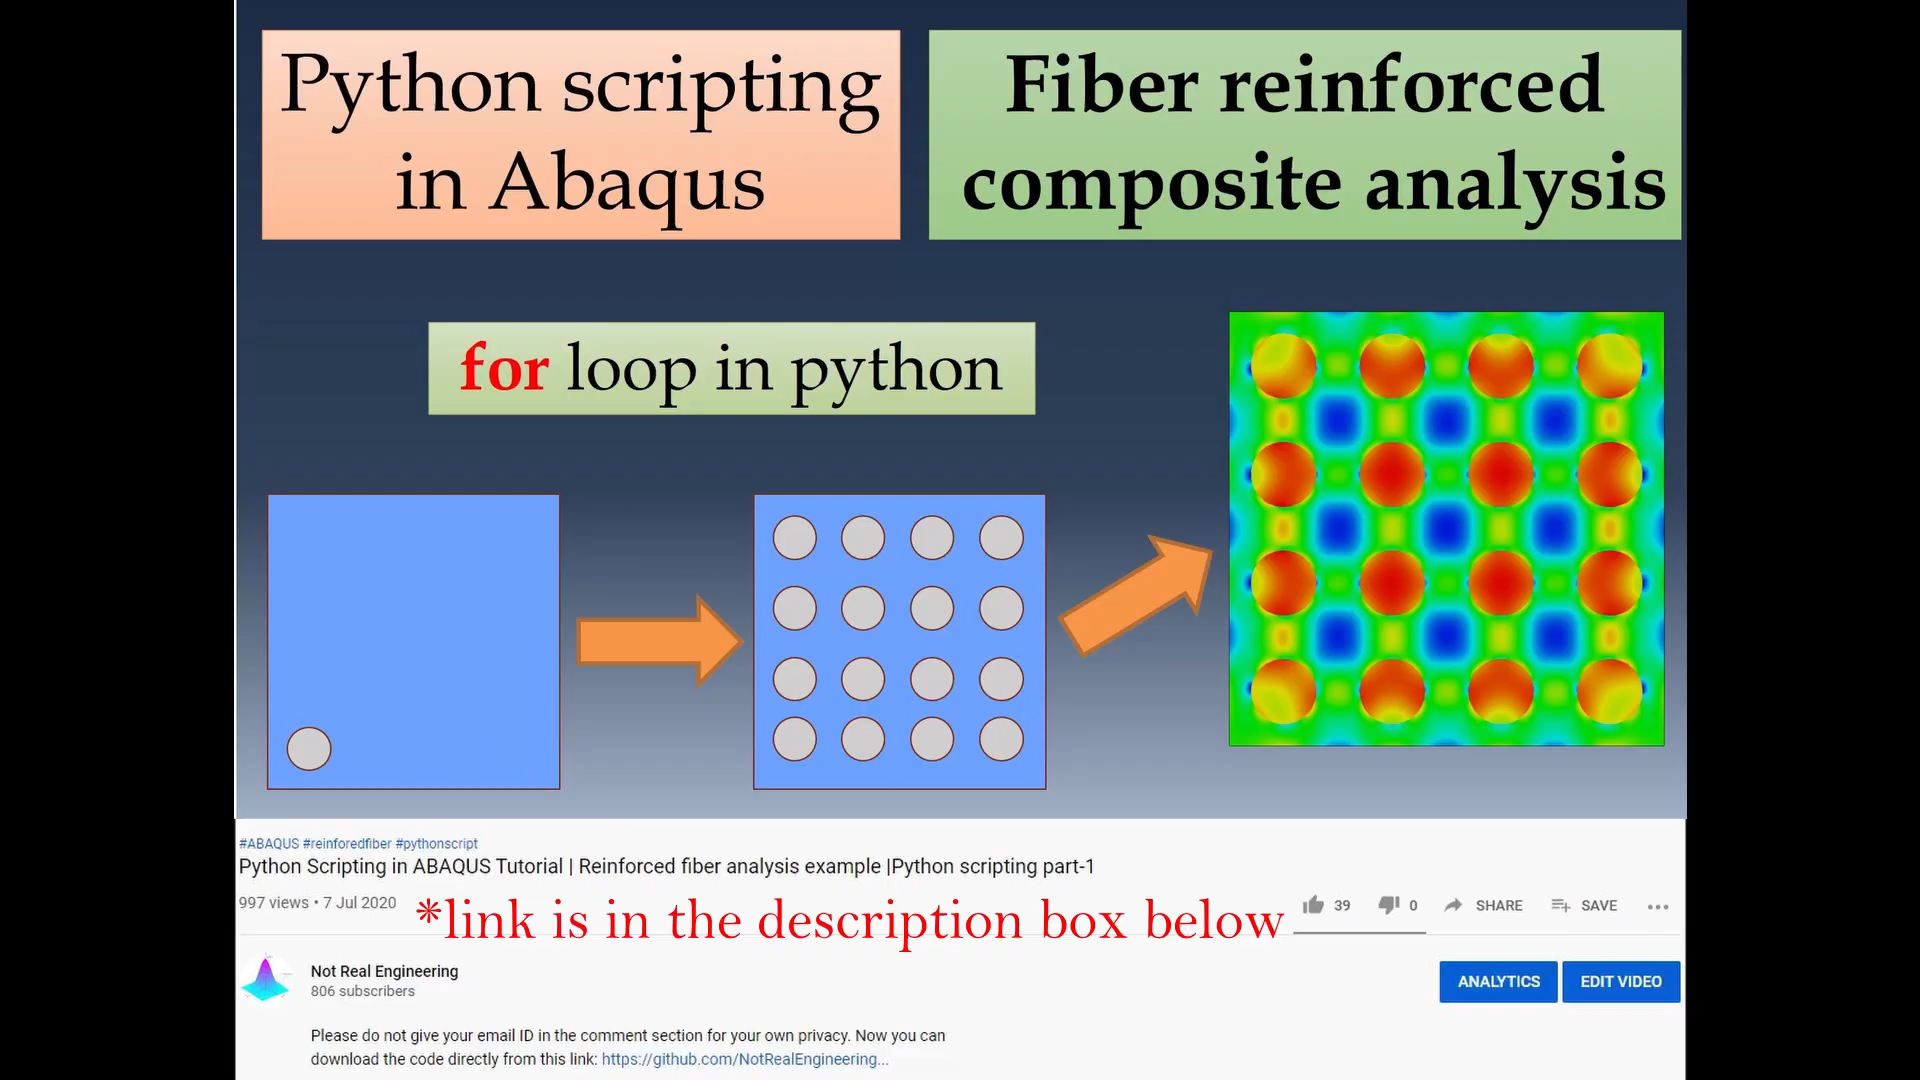 Python scripting
in Abaqus
Fiber reinforced
composite analysis
for loop in python
#ABAQUS #reinforedfiber #pythonscript
Python Scripting in ABAQUS Tutorial | Reinforced fiber analysis example |Python scripting part-1
997 views • 7 Jul 2020
*link is in the description box below
39
0
SHARE
SAVE
Not Real Engineering
806 subscribers
ANALYTICS
EDIT VIDEO
Please do not give your email ID in the comment section for your own privacy. Now you can
download the code directly from this link: https://github.com/NotRealEngineering...